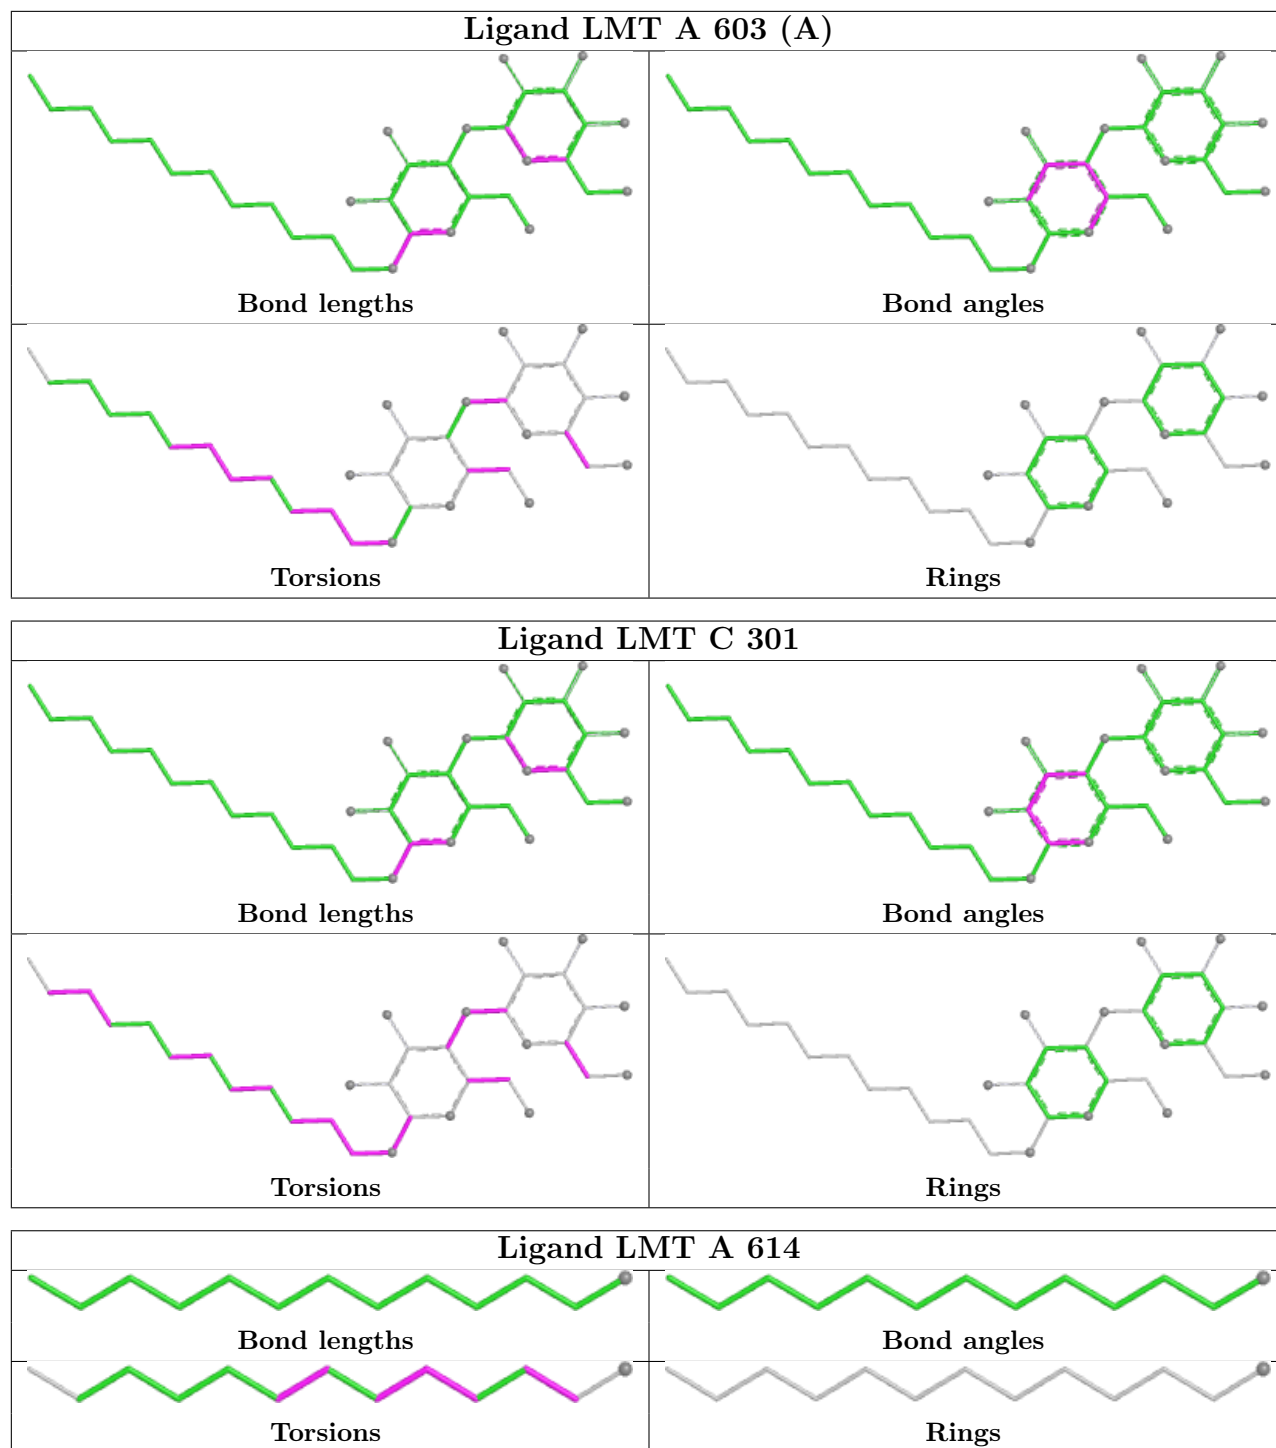 Ligand LMT A 603 (A)
Bond lengths
Bond angles
Torsions
Rings
Ligand LMT C 301
Bond lengths
Bond angles
Torsions
Rings
Ligand LMT A 614
Bond lengths
Bond angles
Torsions
Rings